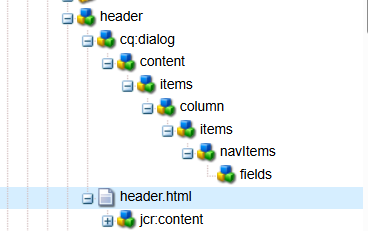 header
cq:dialog
content
items
column
items
navItems
fields
header.html
jcr:content